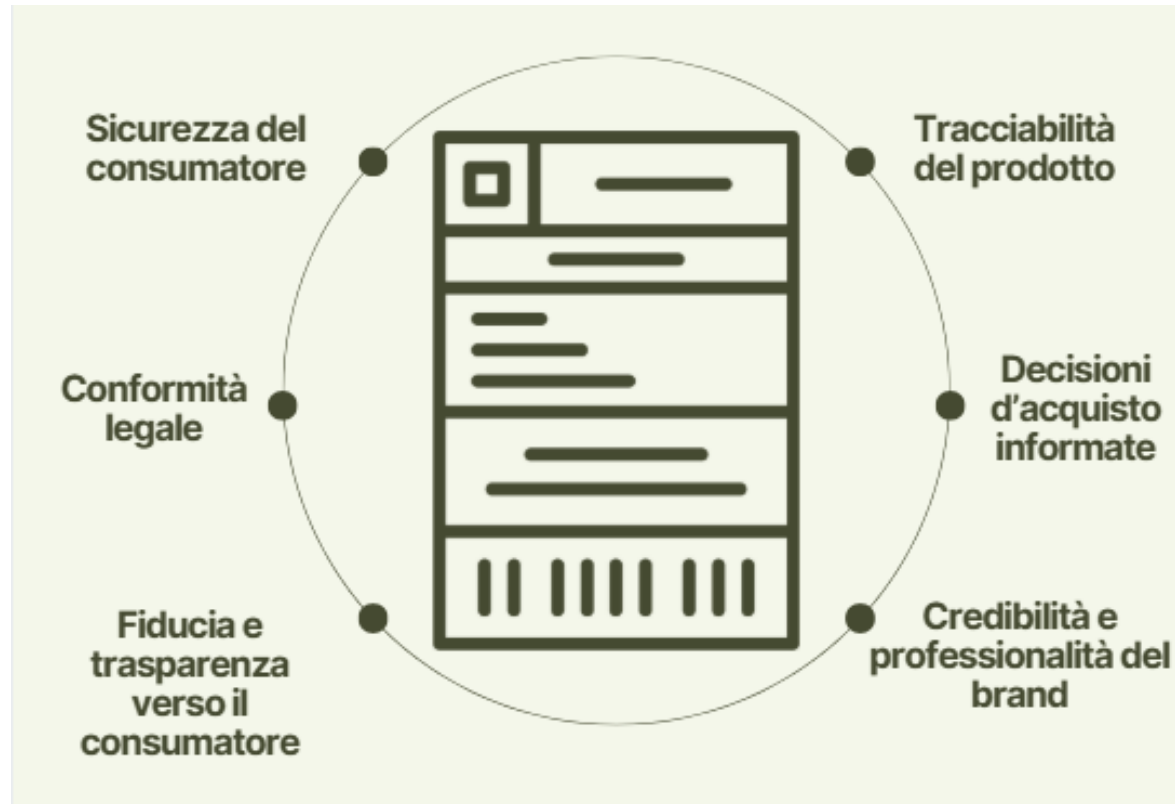 Sicurezza del
consumatore
Tracciabilità
del prodotto
Conformità
legale
Decisioni
d'acquisto
informate
Fiducia e
trasparenza
verso il
consumatore
Credibilità e
professionalità del
brand